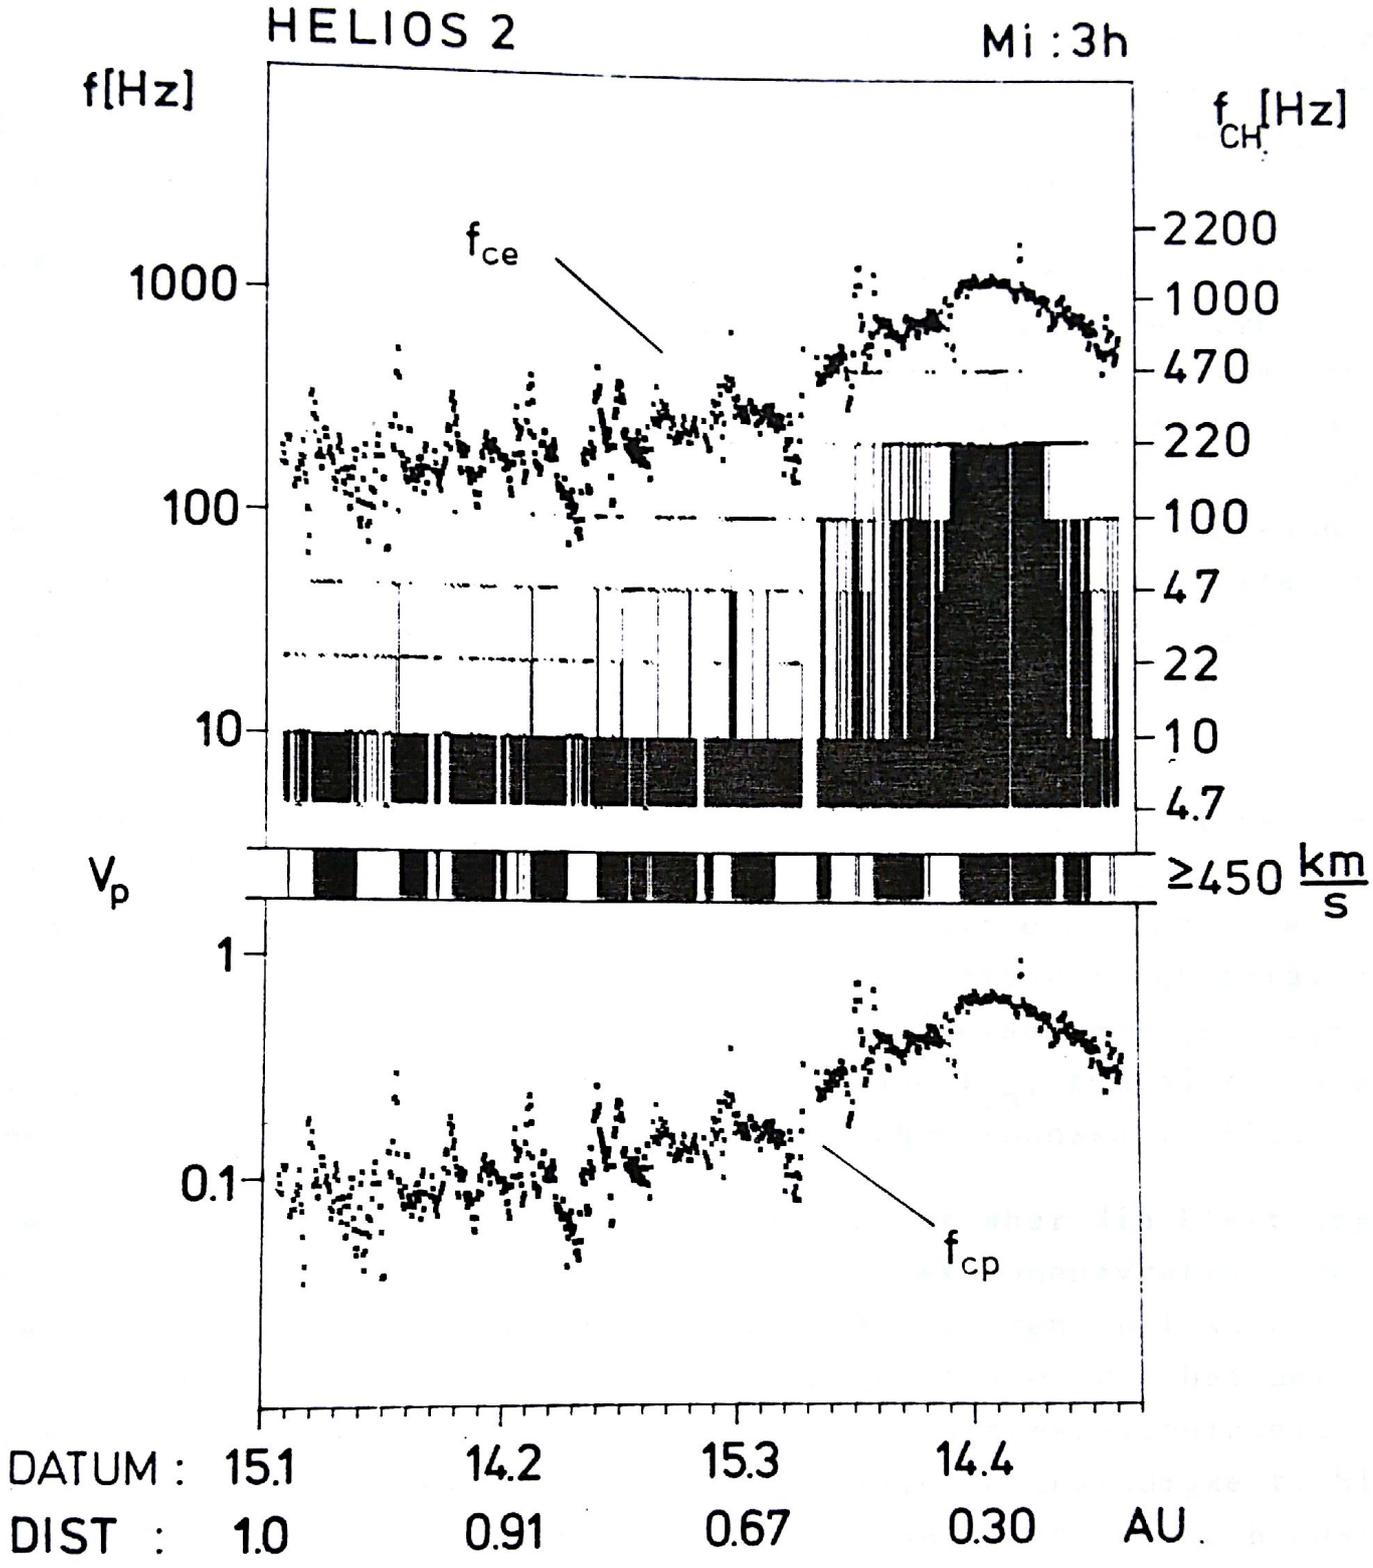 HELIOS 2 Mi : 3h
f[Hz] f_CH [Hz]
2200
f_ce
1000 1000
470
220
100 100
47
22
10 10
4.7
V_p ≥450 km/s
1
0.1
f_cp
DATUM : 15.1 14.2 15.3 14.4
DIST : 1.0 0.91 0.67 0.30 AU